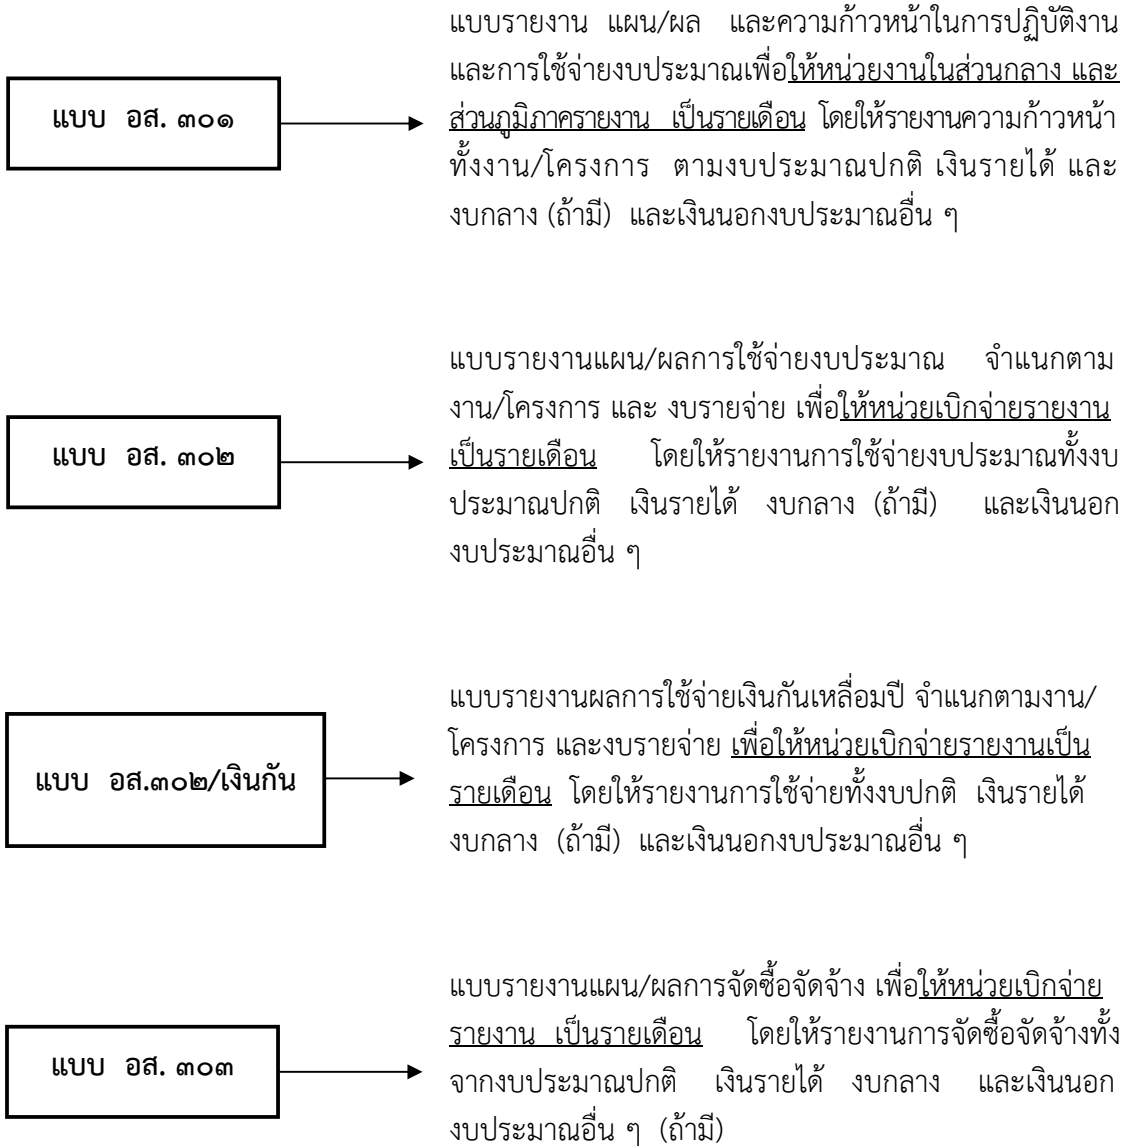 แบบรายงาน แผน/ผล และความก้าวหน้าในการปฏิบัติงาน
และการใช้จ่ายงบประมาณเพื่อให้หน่วยงานในส่วนกลาง และ
แบบ อส. ๓๐๑
ส่วนภูมิภาครายงาน เป็นรายเดือน โดยให้รายงานความก้าวหน้า
ทั้งงาน/โครงการ ตามงบประมาณปกติ เงินรายได้ และ
งบกลาง (ถ้ามี) และเงินนอกงบประมาณอื่น ๆ
แบบรายงานแผน/ผลการใช้จ่ายงบประมาณ จำแนกตาม
งาน/โครงการ และ งบรายจ่าย เพื่อให้หน่วยเบิกจ่ายรายงาน
แบบ อส. ๓๐๒
เป็นรายเดือน โดยให้รายงานการใช้จ่ายงบประมาณทั้งงบ
ประมาณปกติ เงินรายได้ งบกลาง (ถ้ามี) และเงินนอก
งบประมาณอื่น ๆ
แบบรายงานผลการใช้จ่ายเงินกันเหลื่อมปี จำแนกตามงาน/
โครงการ และงบรายจ่าย เพื่อให้หน่วยเบิกจ่ายรายงานเป็น
แบบ อส.๓๐๒/เงินกัน
รายเดือน โดยให้รายงานการใช้จ่ายทั้งงบปกติ เงินรายได้
งบกลาง (ถ้ามี) และเงินนอกงบประมาณอื่น ๆ
แบบรายงานแผน/ผลการจัดซื้อจัดจ้าง เพื่อให้หน่วยเบิกจ่าย
รายงาน เป็นรายเดือน โดยให้รายงานการจัดซื้อจัดจ้างทั้ง
แบบ อส. ๓๐๓
จากงบประมาณปกติ เงินรายได้ งบกลาง และเงินนอก
งบประมาณอื่น ๆ (ถ้ามี)